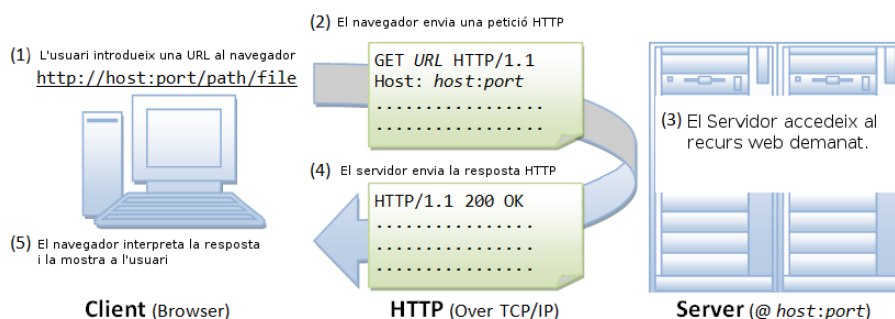 (1) L'usuari introdueix una URL al navegador
http://host:port/path/file
(2) El navegador envia una petició HTTP
GET URL HTTP/1.1
Host: host:port
.................
.................
(3) El Servidor accedeix al
recurs web demanat.
(4) El servidor envia la resposta HTTP
HTTP/1.1 200 OK
................
................
................
(5) El navegador interpreta la resposta
i la mostra a l'usuari
Client (Browser)
HTTP (Over TCP/IP)
Server (@ host:port)